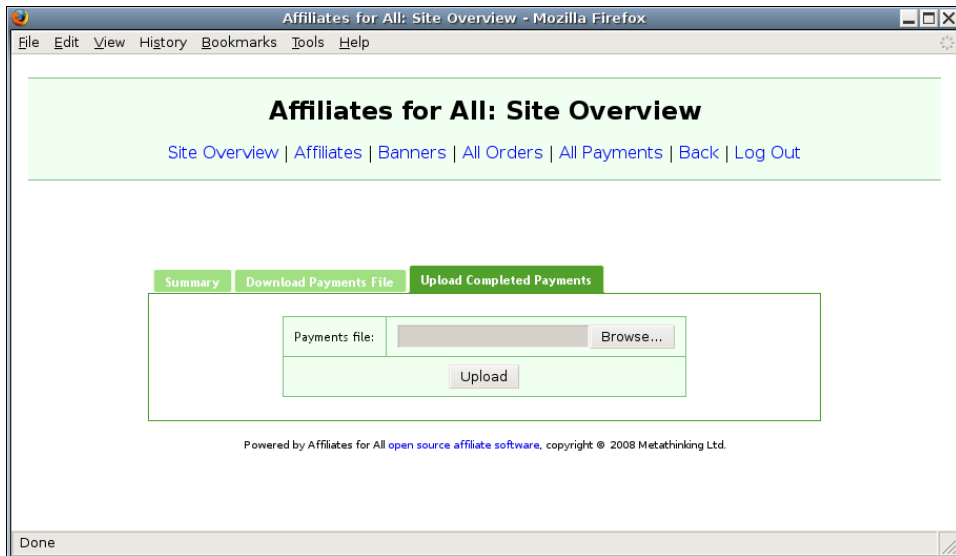 Affiliates for All: Site Overview - Mozilla Firefox
File Edit View History Bookmarks Tools Help
Affiliates for All: Site Overview
Site Overview | Affiliates | Banners | All Orders | All Payments | Back | Log Out
Summary Download Payments File Upload Completed Payments
Payments file: Browse...
Upload
Powered by Affiliates for All open source affiliate software, copyright © 2008 Metathinking Ltd.
Done